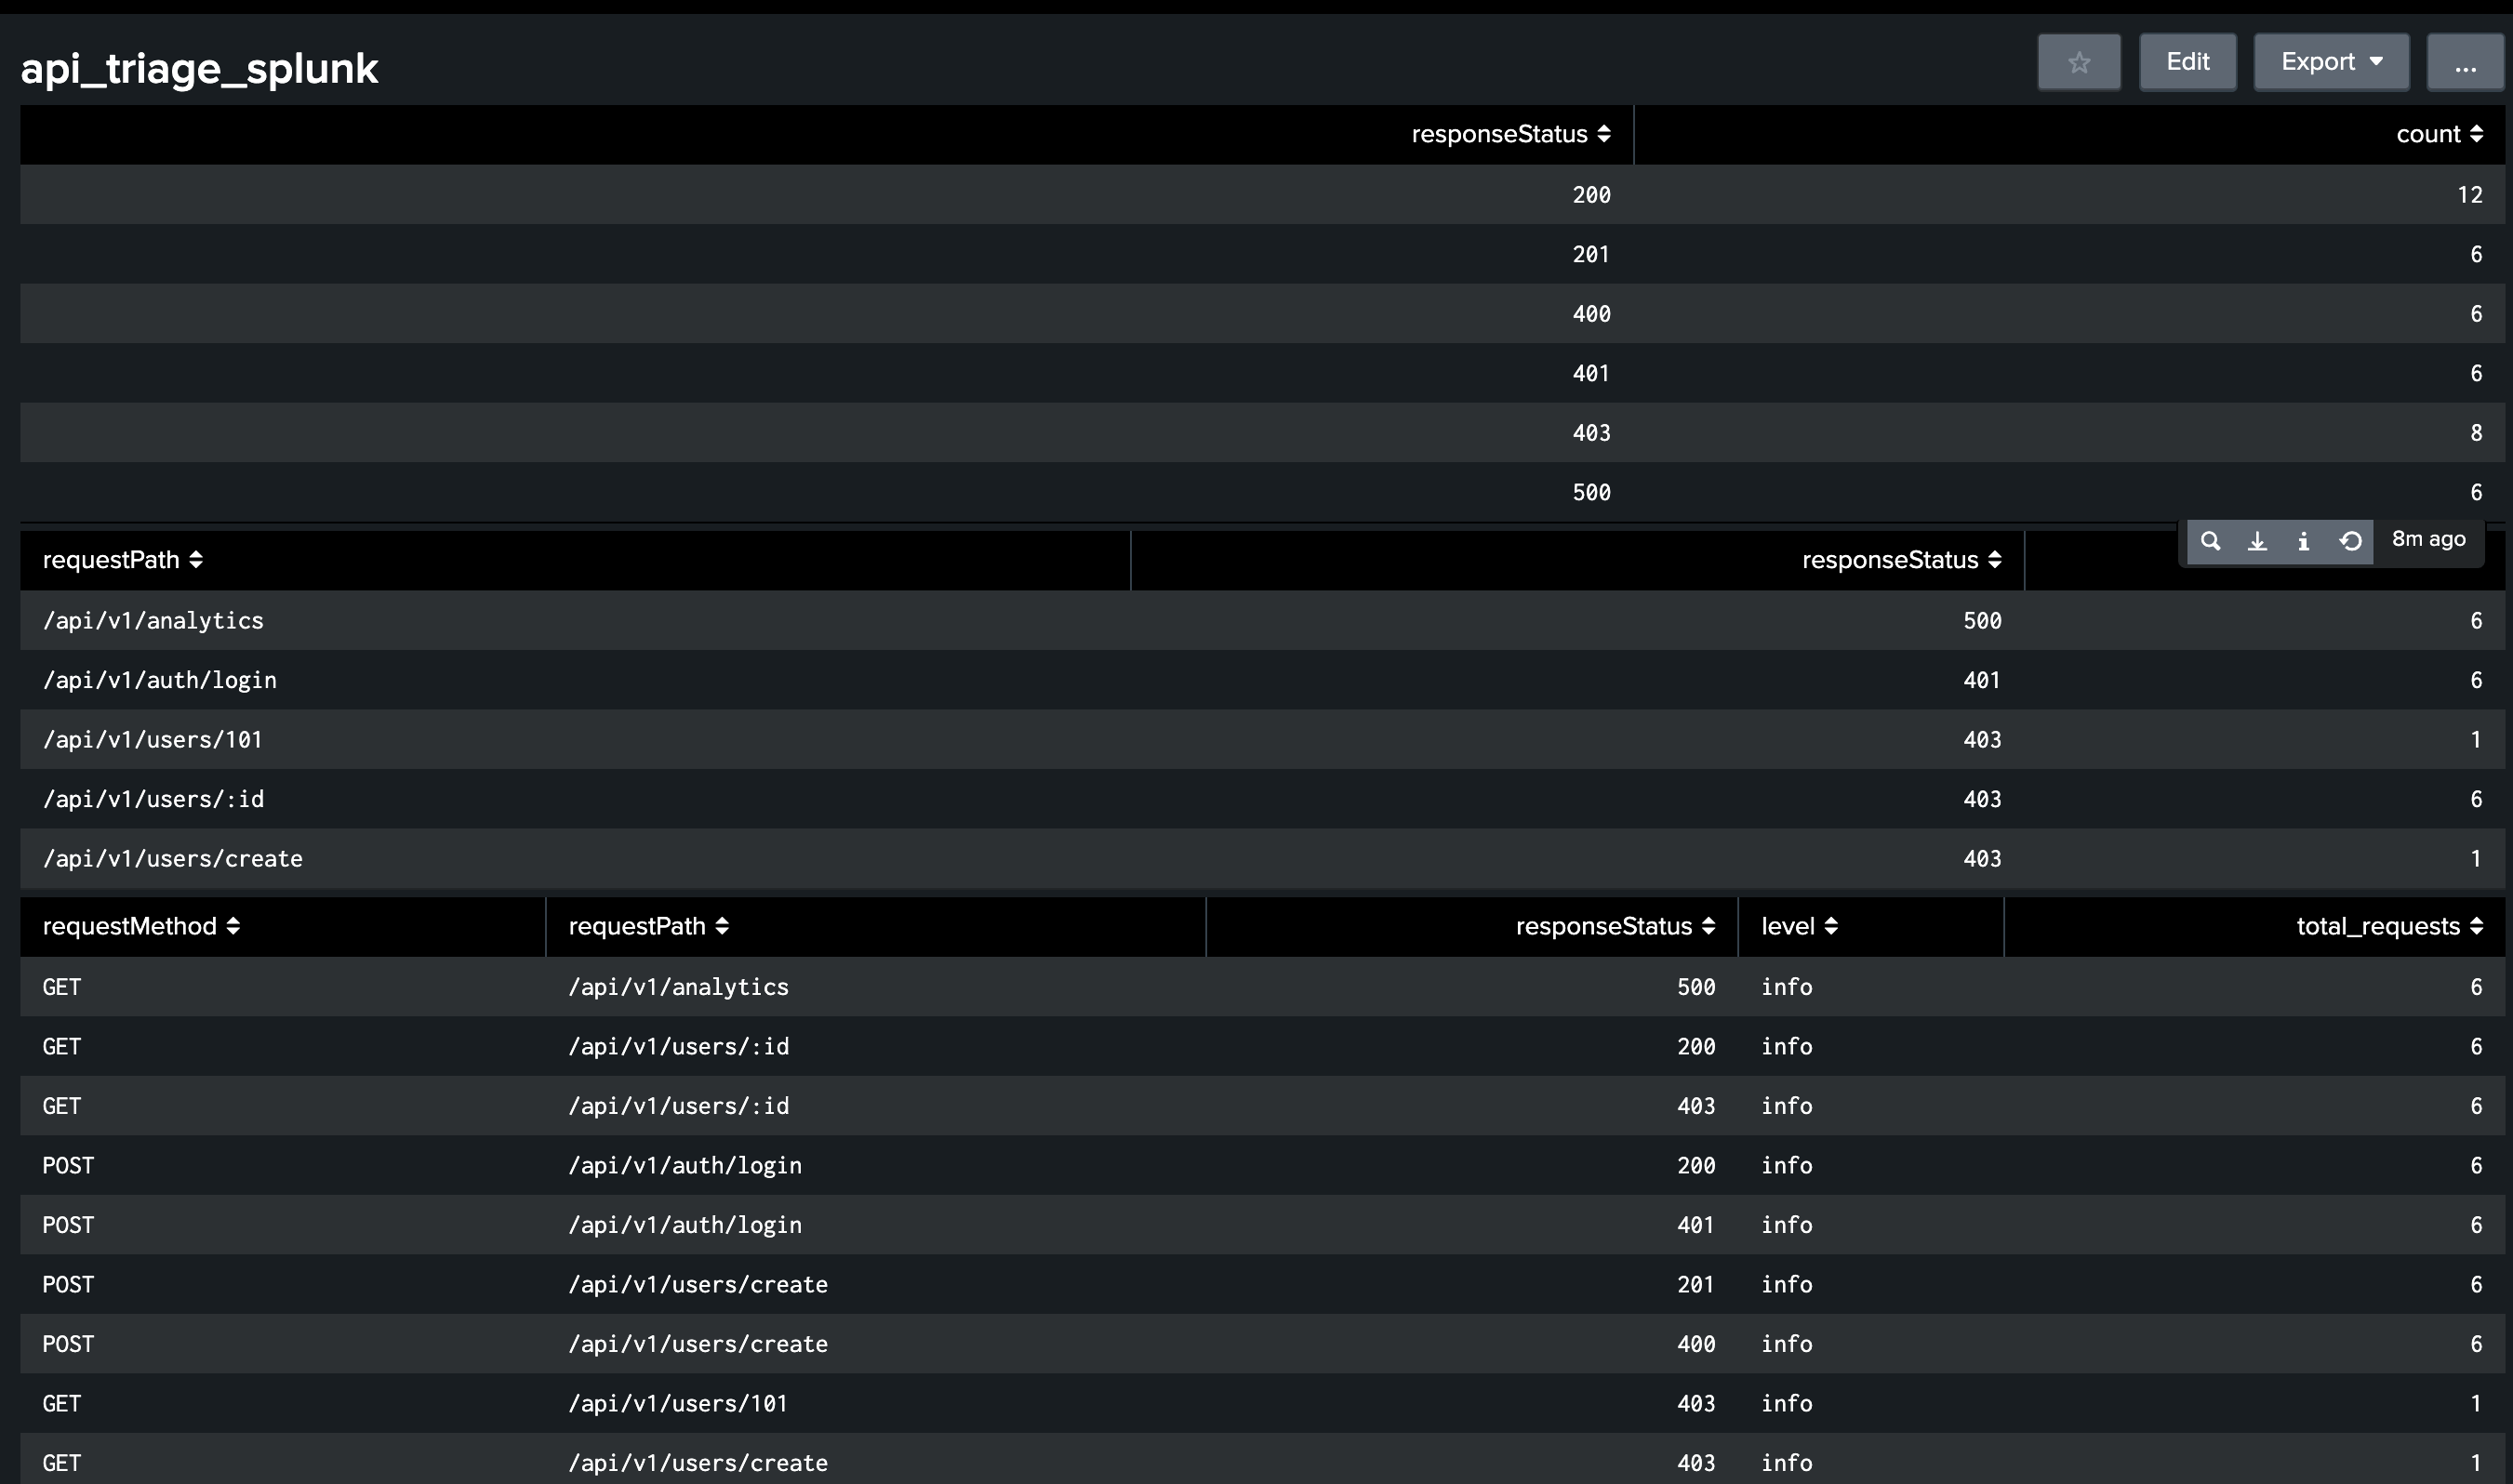 api_triage_splunk
Edit Export ...
responseStatus count
200 12
201 6
400 6
401 6
403 8
500 6
8m ago
requestPath responseStatus
/api/v1/analytics 500 6
/api/v1/auth/login 401 6
/api/v1/users/101 403 1
/api/v1/users/:id 403 6
/api/v1/users/create 403 1
requestMethod requestPath responseStatus level total_requests
GET /api/v1/analytics 500 info 6
GET /api/v1/users/:id 200 info 6
GET /api/v1/users/:id 403 info 6
POST /api/v1/auth/login 200 info 6
POST /api/v1/auth/login 401 info 6
POST /api/v1/users/create 201 info 6
POST /api/v1/users/create 400 info 6
GET /api/v1/users/101 403 info 1
GET /api/v1/users/create 403 info 1